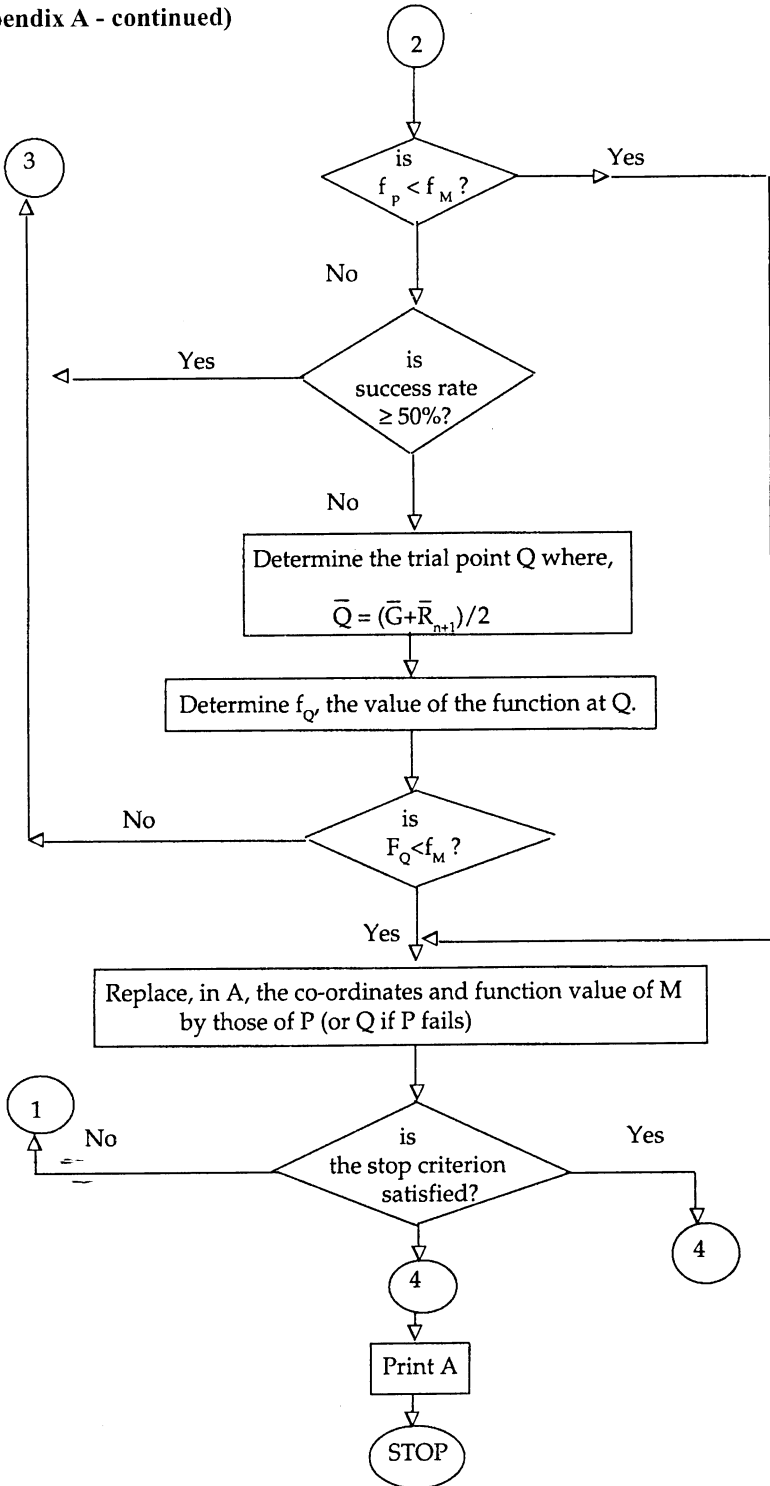 endix A - continued)
2
3
is
f_P < f_M ?
Yes
No
is
success rate
≥ 50%?
Yes
No
Determine the trial point Q where,
Q̄ = (Ḡ+R̄_{n+1})/2
Determine f_Q, the value of the function at Q.
is
F_Q<f_M ?
No
Yes
Replace, in A, the co-ordinates and function value of M
by those of P (or Q if P fails)
1
No
is
the stop criterion
satisfied?
Yes
4
4
Print A
STOP